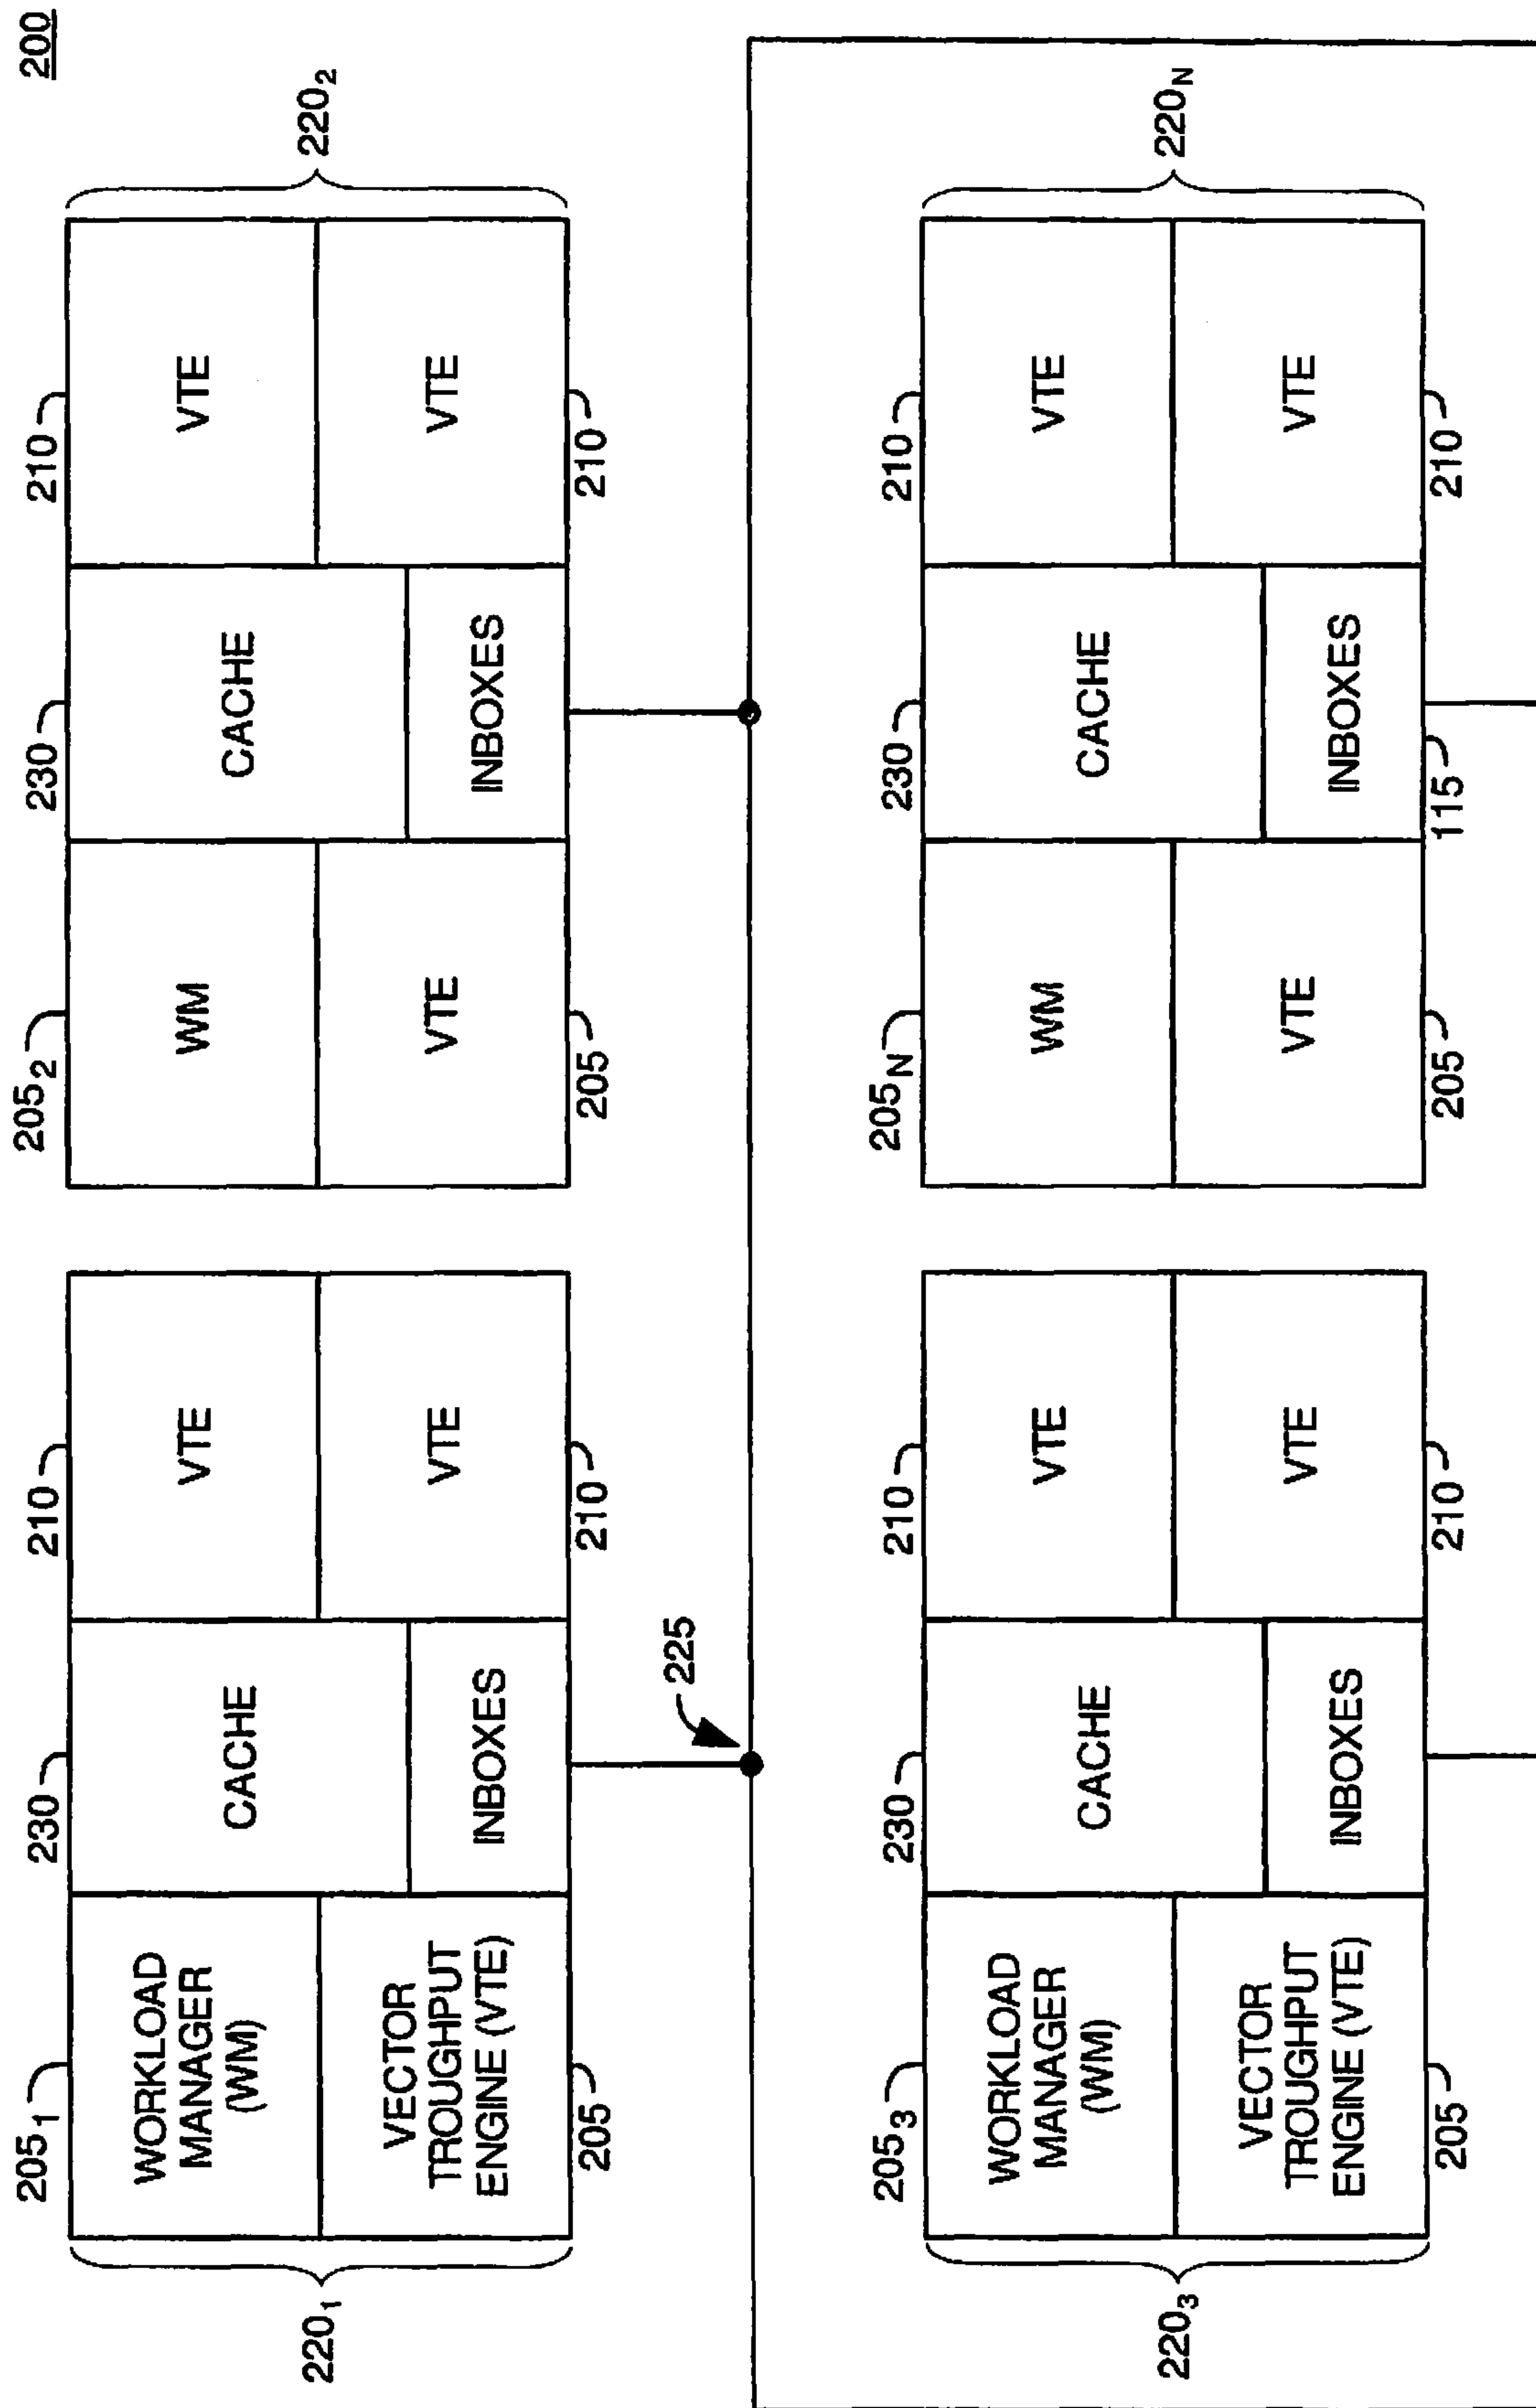 200
205₁
230
210
WORKLOAD
MANAGER
(WM)
CACHE
VTE
220₁
VECTOR
TROUGHPUT
ENGINE (VTE)
INBOXES
VTE
205
210
225
205₂
230
210
WM
CACHE
VTE
220₂
VTE
INBOXES
VTE
205
210
205₃
230
210
WORKLOAD
MANAGER
(WM)
CACHE
VTE
220₃
VECTOR
TROUGHPUT
ENGINE (VTE)
INBOXES
VTE
205
210
205N
230
210
WM
CACHE
VTE
220N
VTE
INBOXES
VTE
205
115
210